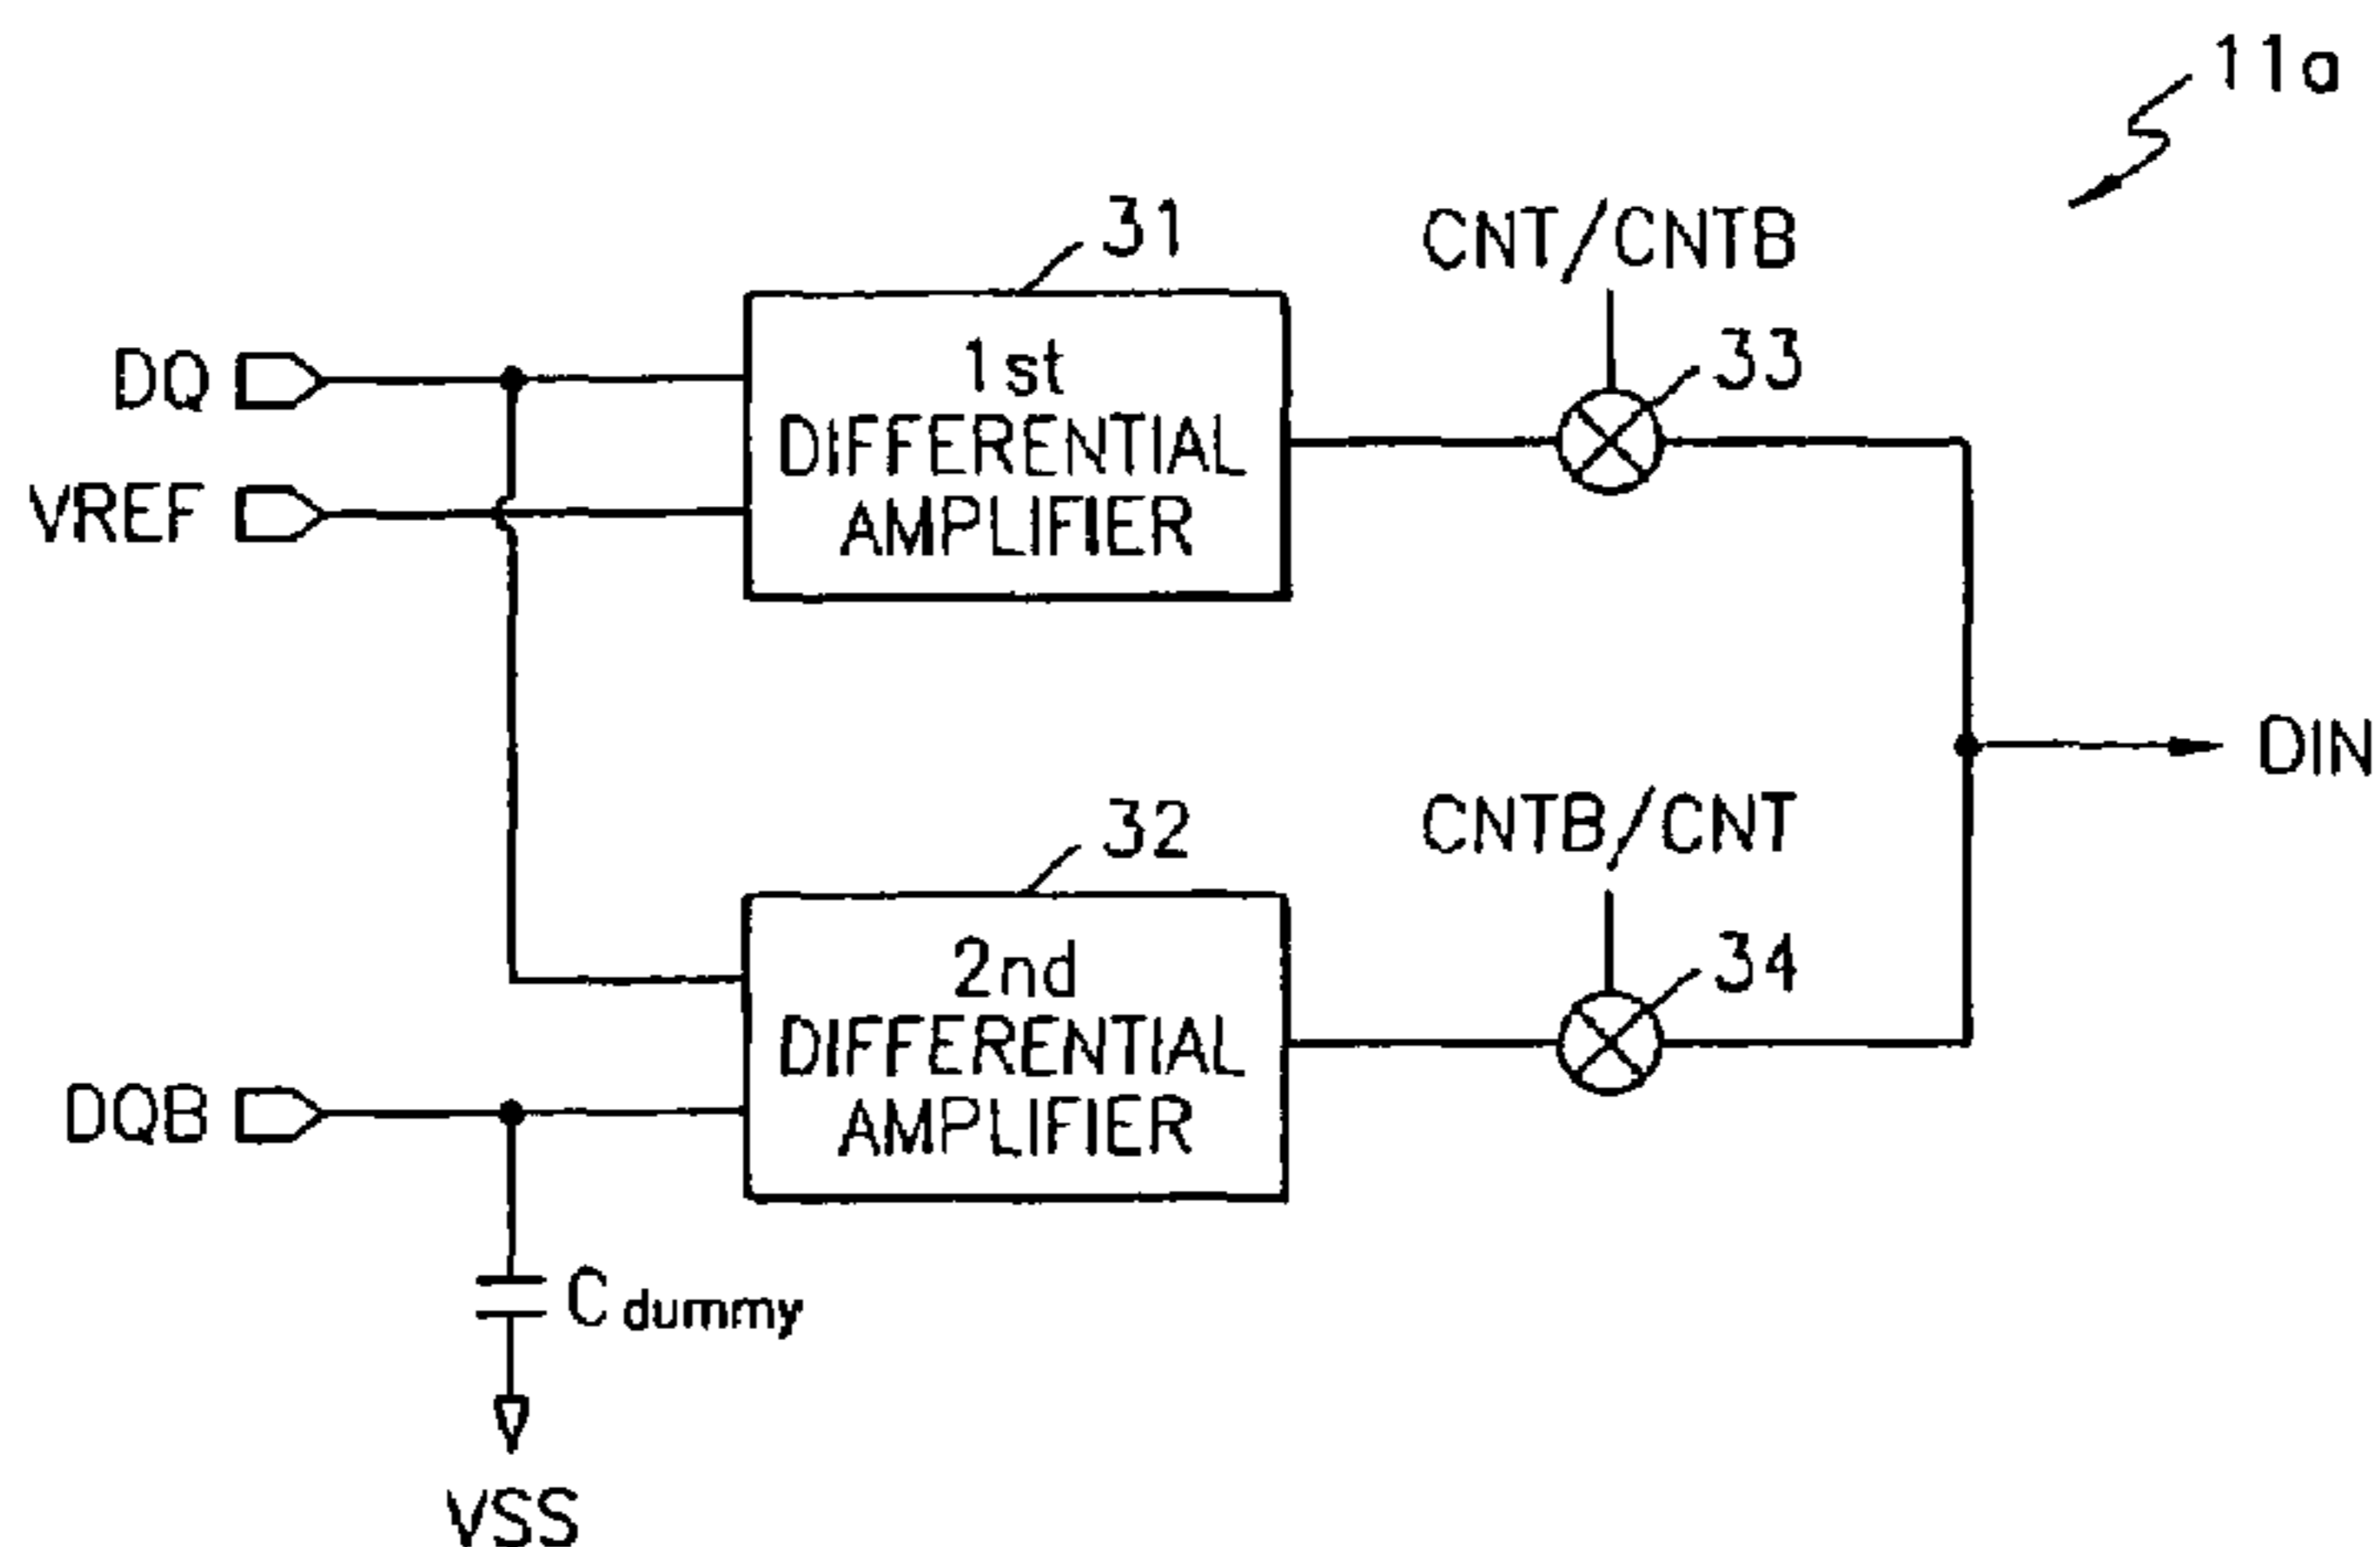 11a
31
CNT/CNTB
33
DQ
1st
DIFFERENTIAL
AMPLIFIER
VREF
DIN
32
CNTB/CNT
34
2nd
DIFFERENTIAL
AMPLIFIER
DQB
Cdummy
VSS